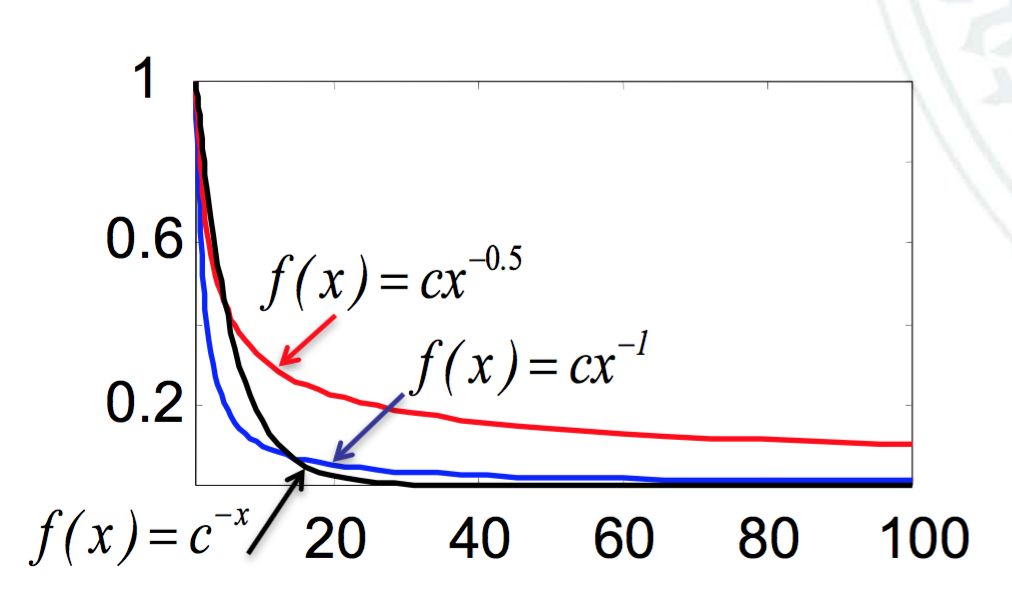 1
0.6
f(x)=cx^{-0.5}
f(x)=cx^{-1}
0.2
f(x)=c^{-x}
20 40 60 80 100